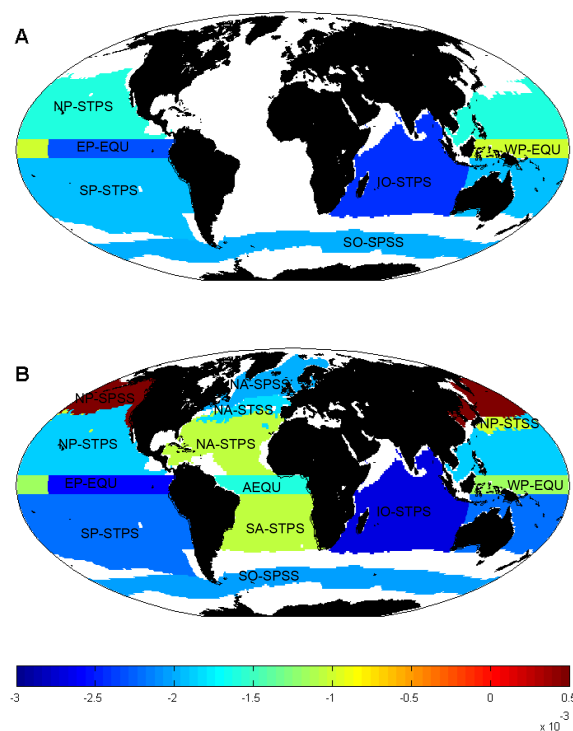 A
NP-STPS
EP-EQU
WP-EQU
SP-STPS
IO-STPS
SO-SPSS
B
NP-SPSS
NA-SPSS
NA-STSS
NP-STSS
NP-STPS
NA-STPS
EP-EQU
AEQU
WP-EQU
IO-STPS
SP-STPS
SA-STPS
SO-SPSS
-3 -2.5 -2 -1.5 -1 -0.5 0 0.5
x 10⁻³